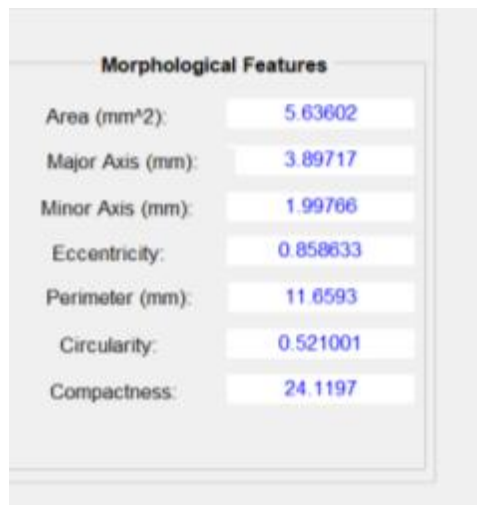 Morphological Features
Area (mm^2): 5.63602
Major Axis (mm): 3.89717
Minor Axis (mm): 1.99766
Eccentricity: 0.858633
Perimeter (mm): 11.6593
Circularity: 0.521001
Compactness: 24.1197